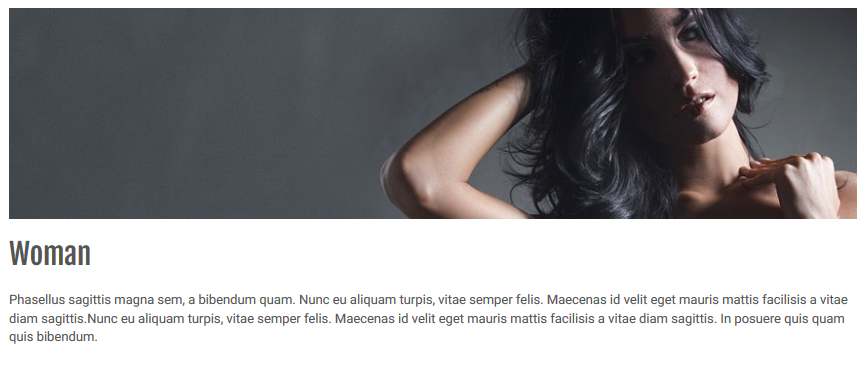 Woman
Phasellus sagittis magna sem, a bibendum quam. Nunc eu aliquam turpis, vitae semper felis. Maecenas id velit eget mauris mattis facilisis a vitae
diam sagittis.Nunc eu aliquam turpis, vitae semper felis. Maecenas id velit eget mauris mattis facilisis a vitae diam sagittis. In posuere quis quam
quis bibendum.